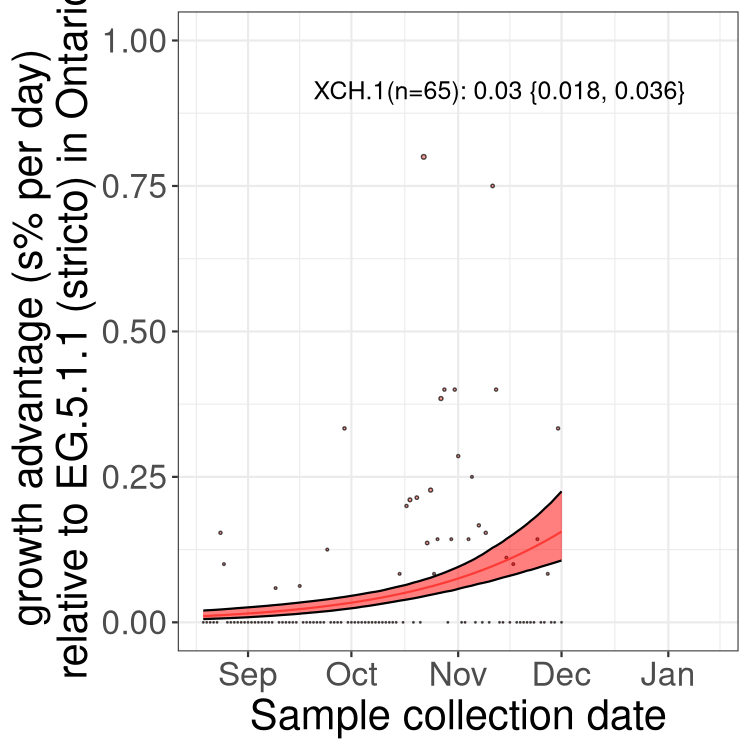 growth advantage (s% per day)
relative to EG.5.1.1 (stricto) in Ontario
1.00
0.75
0.50
0.25
0.00
XCH.1(n=65): 0.03 {0.018, 0.036}
Sep Oct Nov Dec Jan
Sample collection date